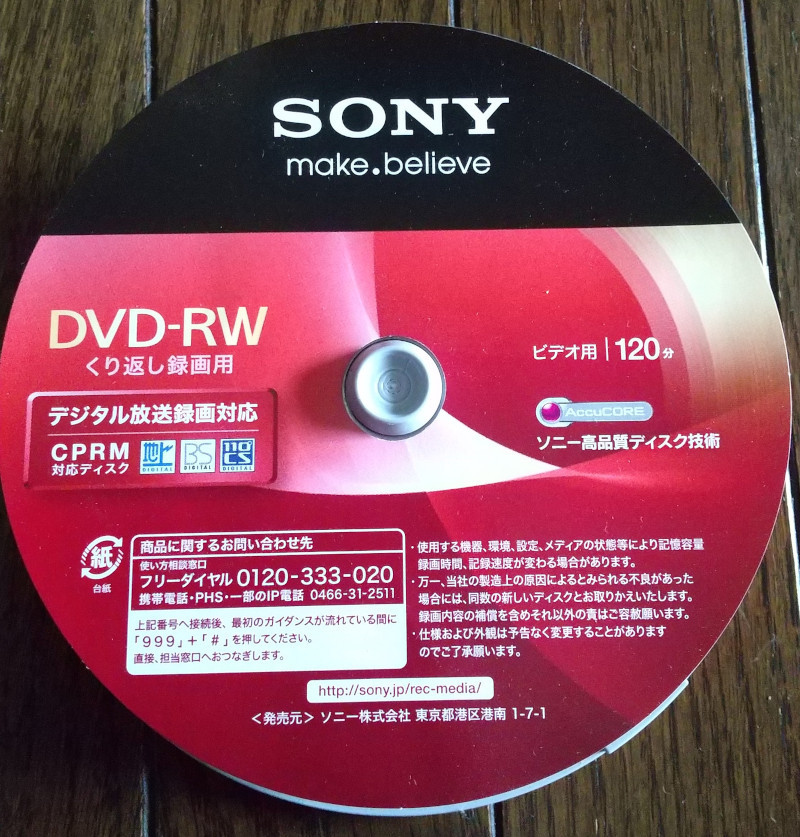 SONY
make.believe
DVD-RW
くり返し録画用
ビデオ用 | 120分
デジタル放送録画対応
CPRM
対応ディスク
地上 DIGITAL
BS DIGITAL
110°CS DIGITAL
AccuCORE
ソニー高品質ディスク技術
紙
台紙
商品に関するお問い合わせ先
使い方相談窓口
フリーダイヤル 0120-333-020
携帯電話・PHS・一部のIP電話 0466-31-2511
上記番号へ接続後、最初のガイダンスが流れている間に
「999」+「#」を押してください。
直接、担当窓口へおつなぎします。
・使用する機器、環境、設定、メディアの状態等により記憶容量
録画時間、記録速度が変わる場合があります。
・万一、当社の製造上の原因によるとみられる不良があった
場合には、同数の新しいディスクとお取りかえいたします。
録画内容の補償を含めそれ以外の責はご容赦願います。
・仕様および外観は予告なく変更することがあります
のでご了承願います。
http://sony.jp/rec-media/
<発売元> ソニー株式会社 東京都港区港南 1-7-1